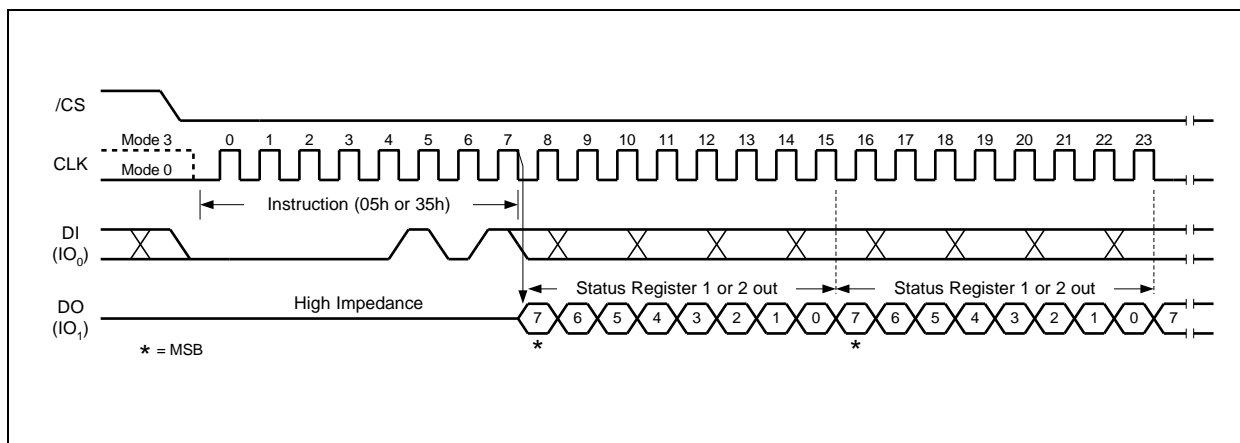 /CS
Mode 3 0 1 2 3 4 5 6 7 8 9 10 11 12 13 14 15 16 17 18 19 20 21 22 23
CLK
Mode 0
Instruction (05h or 35h)
DI
(IO0)
Status Register 1 or 2 out Status Register 1 or 2 out
High Impedance
DO
(IO1)
7 6 5 4 3 2 1 0 7 6 5 4 3 2 1 0 7
* *
* = MSB